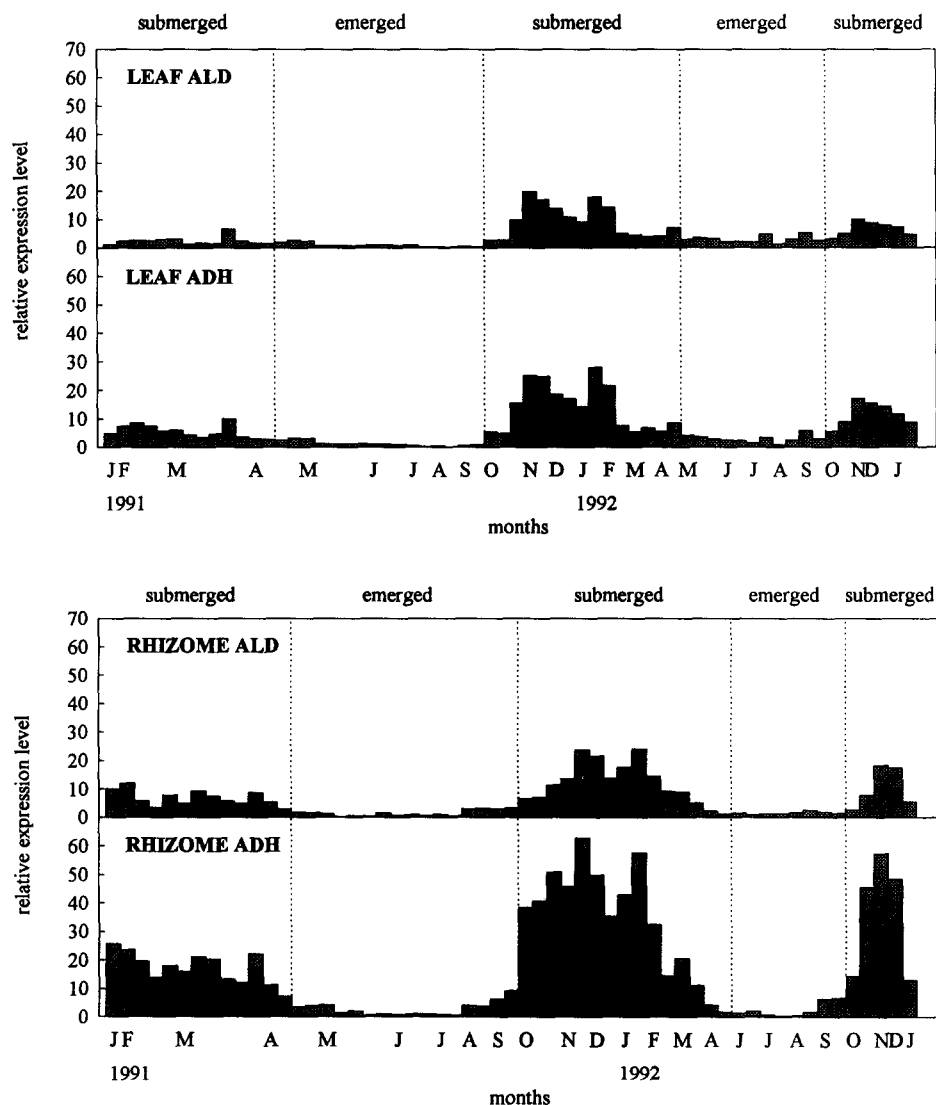 submerged emerged submerged emerged submerged
70
60
50
40
30
20
10
0
LEAF ALD
60
50
40
30
20
10
0
LEAF ADH
relative expression level
J F M A M J J A S O N D J F M A M J J A S O N D J
1991 1992
months
submerged emerged submerged emerged submerged
70
60
50
40
30
20
10
0
RHIZOME ALD
60
50
40
30
20
10
0
RHIZOME ADH
relative expression level
J F M A M J J A S O N D J F M A J J A S O N D J
1991 1992
months